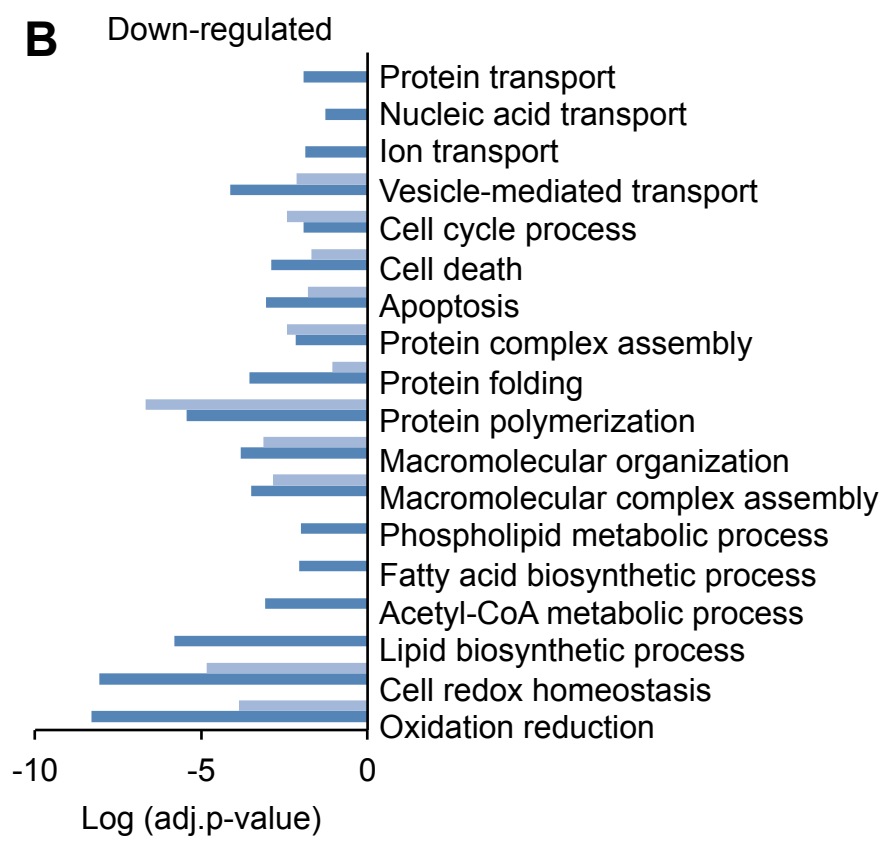 B
Down-regulated
Protein transport
Nucleic acid transport
Ion transport
Vesicle-mediated transport
Cell cycle process
Cell death
Apoptosis
Protein complex assembly
Protein folding
Protein polymerization
Macromolecular organization
Macromolecular complex assembly
Phospholipid metabolic process
Fatty acid biosynthetic process
Acetyl-CoA metabolic process
Lipid biosynthetic process
Cell redox homeostasis
Oxidation reduction
-10 -5 0
Log (adj.p-value)